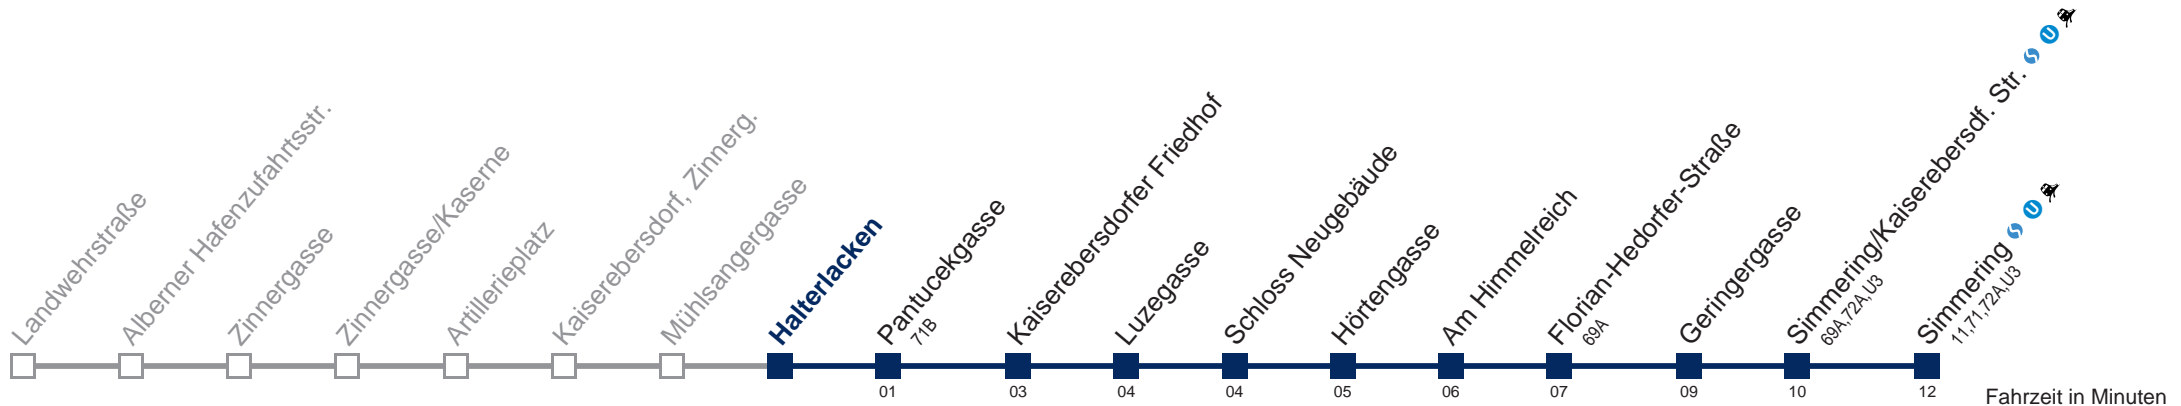 Landwehrstraße
Alberner Hafenzufahrtsstr.
Zinnergasse
Zinnergasse/Kaserne
Artillerieplatz
Kaiserebersdorf, Zinnerg.
Mühlsangergasse
Halterlacken
Pantucekgasse
71B
Kaiserebersdorfer Friedhof
Luzegasse
Schloss Neugebäude
Hörtengasse
Am Himmelreich
Florian-Hedorfer-Straße
69A
Geringergasse
Simmering/Kaiserebersdf. Str. U
69A,72A,U3
Simmering U
11,71,72A,U3
01 03 04 04 05 06 07 09 10 12 Fahrzeit in Minuten